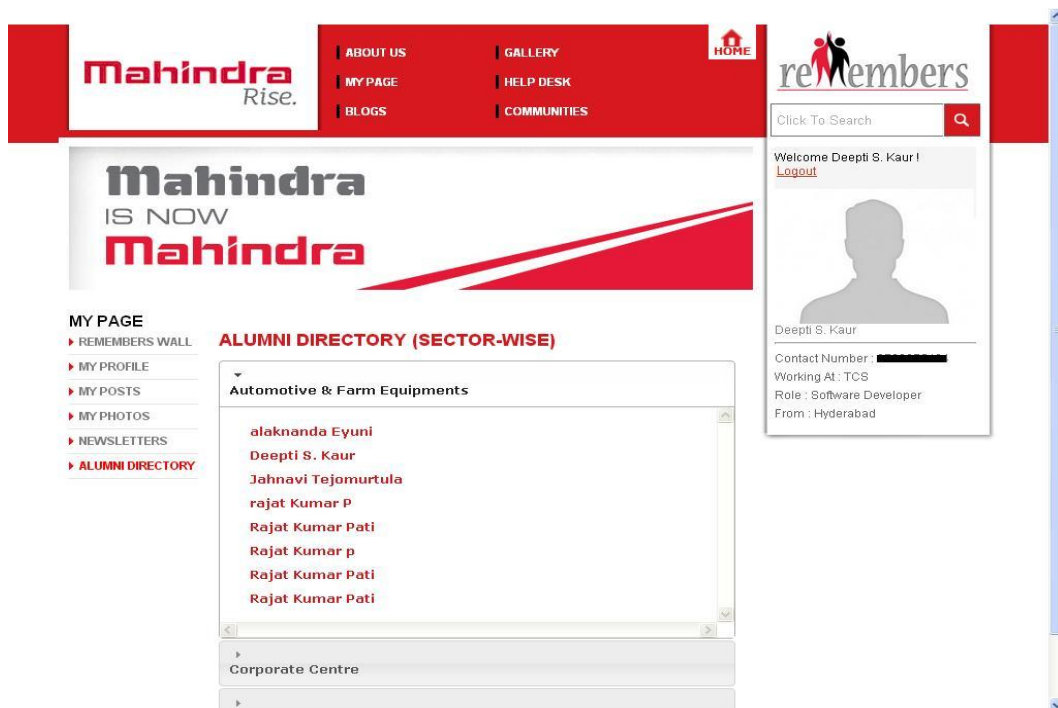 Mahindra
Rise.
ABOUT US
MY PAGE
BLOGS
GALLERY
HELP DESK
COMMUNITIES
HOME
reMembers
Click To Search
Welcome Deepti S. Kaur !
Logout
Deepti S. Kaur
Contact Number :
Working At : TCS
Role : Software Developer
From : Hyderabad
Mahindra
IS NOW
Mahindra
MY PAGE
REMEMBERS WALL
MY PROFILE
MY POSTS
MY PHOTOS
NEWSLETTERS
ALUMNI DIRECTORY
ALUMNI DIRECTORY (SECTOR-WISE)
Automotive & Farm Equipments
alaknanda Eyuni
Deepti S. Kaur
Jahnavi Tejomurtula
rajat Kumar P
Rajat Kumar Pati
Rajat Kumar p
Rajat Kumar Pati
Rajat Kumar Pati
Corporate Centre